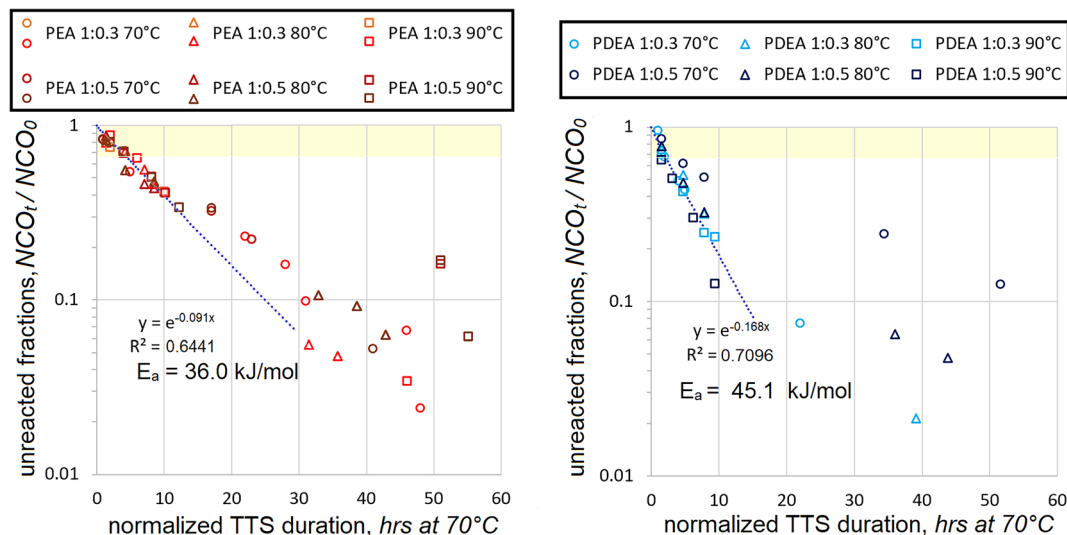 PEA 1:0.3 70°C PEA 1:0.3 80°C PEA 1:0.3 90°C
PEA 1:0.5 70°C PEA 1:0.5 80°C PEA 1:0.5 90°C
unreacted fractions, NCOt / NCO0
1
0.1
0.01
y = e^-0.091x
R² = 0.6441
Ea = 36.0 kJ/mol
0 10 20 30 40 50 60
normalized TTS duration, hrs at 70°C
PDEA 1:0.3 70°C PDEA 1:0.3 80°C PDEA 1:0.3 90°C
PDEA 1:0.5 70°C PDEA 1:0.5 80°C PDEA 1:0.5 90°C
unreacted fractions, NCOt / NCO0
1
0.1
0.01
y = e^-0.168x
R² = 0.7096
Ea = 45.1 kJ/mol
0 10 20 30 40 50 60
normalized TTS duration, hrs at 70°C